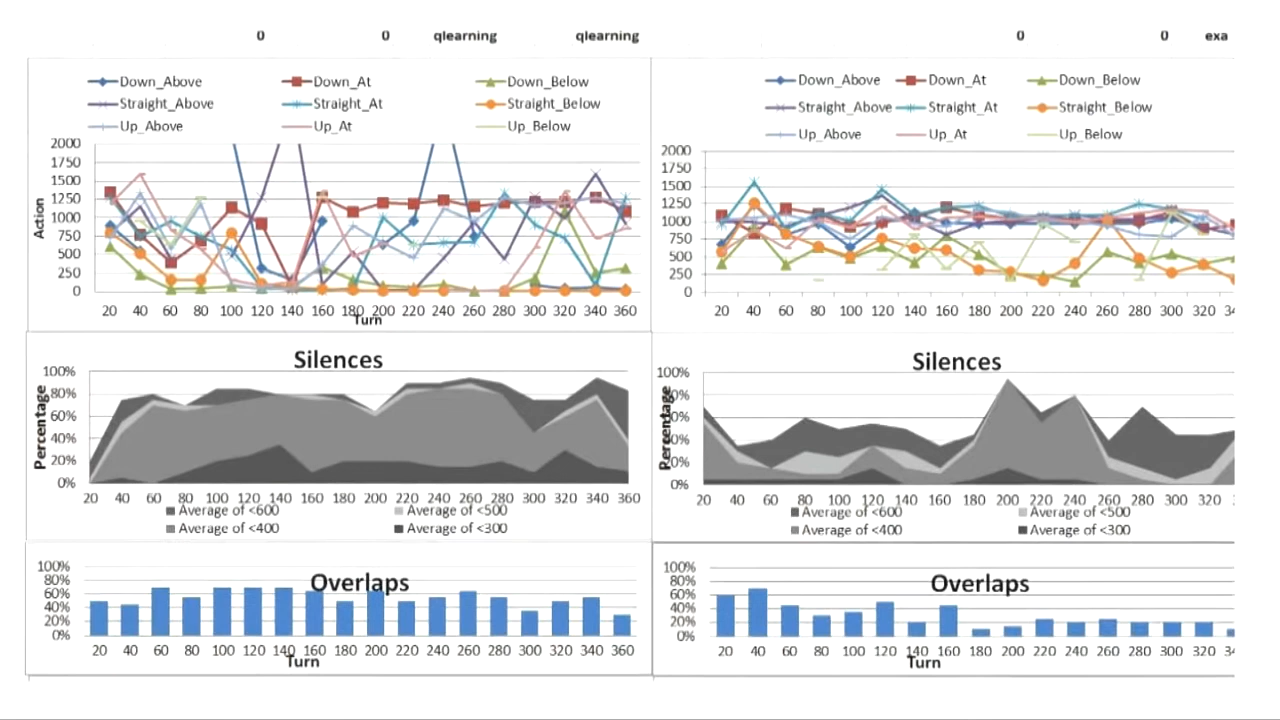 0 0 qlearning qlearning
Down_Above Down_At Down_Below
Straight_Above Straight_At Straight_Below
Up_Above Up_At Up_Below
2000
1750
1500
1250
1000
750
500
250
0
Action
20 40 60 80 100 120 140 160 180 200 220 240 260 280 300 320 340 360
Turn
Silences
100%
80%
60%
40%
20%
0%
Percentage
20 40 60 80 100 120 140 160 180 200 220 240 260 280 300 320 340 360
Average of <600 Average of <500
Average of <400 Average of <300
Overlaps
100%
80%
60%
40%
20%
0%
20 40 60 80 100 120 140 160 180 200 220 240 260 280 300 320 340 360
Turn
0 0 exa
Down_Above Down_At Down_Below
Straight_Above Straight_At Straight_Below
Up_Above Up_At Up_Below
2000
1750
1500
1250
1000
750
500
250
0
20 40 60 80 100 120 140 160 180 200 220 240 260 280 300 320 34
Silences
100%
80%
60%
40%
20%
0%
Percentage
20 40 60 80 100 120 140 160 180 200 220 240 260 280 300 320 3
Average of <600 Average of <500
Average of <400 Average of <300
Overlaps
100%
80%
60%
40%
20%
0%
20 40 60 80 100 120 140 160 180 200 220 240 260 280 300 320 34
Turn